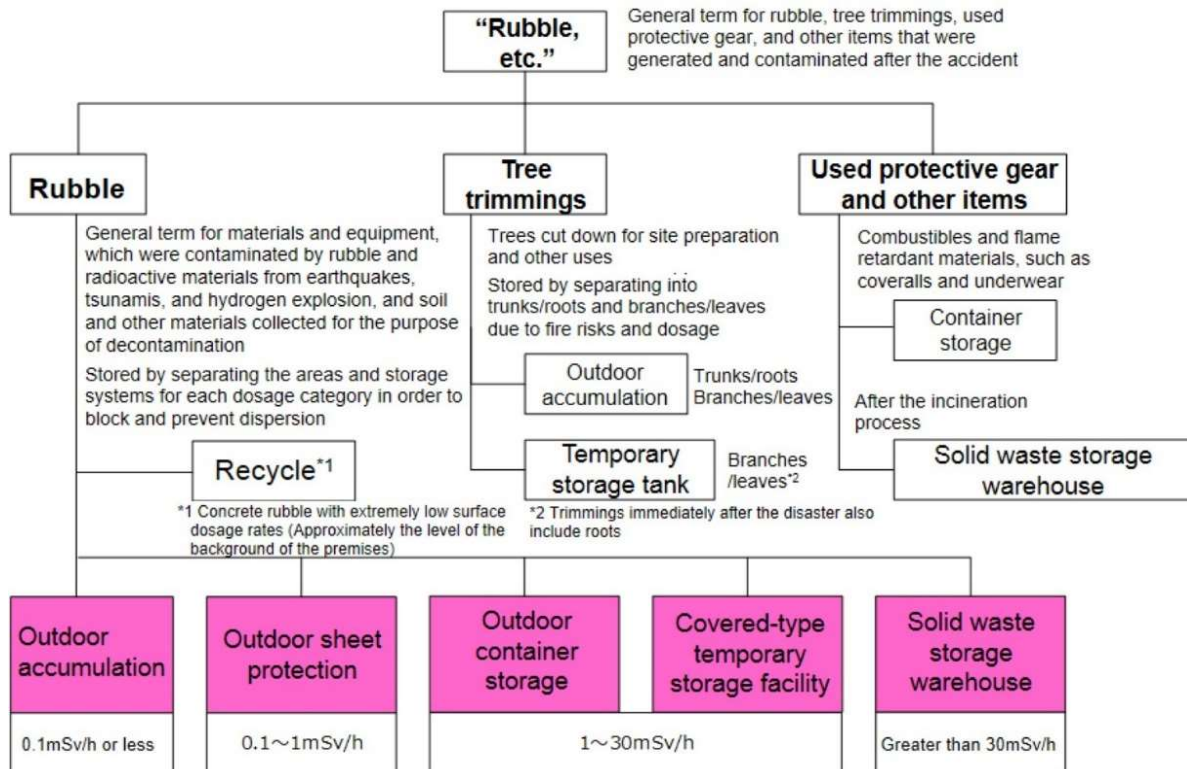 “Rubble,
etc.”
General term for rubble, tree trimmings, used
protective gear, and other items that were
generated and contaminated after the accident
Rubble
General term for materials and equipment,
which were contaminated by rubble and
radioactive materials from earthquakes,
tsunamis, and hydrogen explosion, and soil
and other materials collected for the purpose
of decontamination
Stored by separating the areas and storage
systems for each dosage category in order to
block and prevent dispersion
Recycle*1
*1 Concrete rubble with extremely low surface
dosage rates (Approximately the level of the
background of the premises)
Tree
trimmings
Trees cut down for site preparation
and other uses
Stored by separating into
trunks/roots and branches/leaves
due to fire risks and dosage
Outdoor
accumulation
Trunks/roots
Branches/leaves
Temporary
storage tank
Branches
/leaves*2
*2 Trimmings immediately after the disaster also
include roots
Used protective gear
and other items
Combustibles and flame
retardant materials, such as
coveralls and underwear
Container
storage
After the incineration
process
Solid waste storage
warehouse
Outdoor
accumulation
0.1mSv/h or less
Outdoor sheet
protection
0.1～1mSv/h
Outdoor
container
storage
Covered-type
temporary
storage facility
1～30mSv/h
Solid waste
storage
warehouse
Greater than 30mSv/h